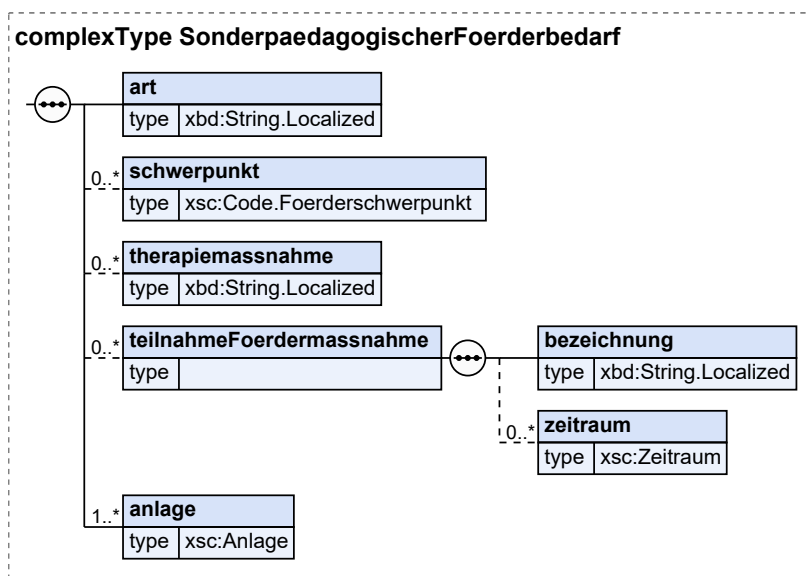 complexType SonderpaedagogischerFoerderbedarf
art
type xbd:String.Localized
0..* schwerpunkt
type xsc:Code.Foerderschwerpunkt
0..* therapiemassnahme
type xbd:String.Localized
0..* teilnahmeFoerdermassnahme
type
bezeichnung
type xbd:String.Localized
0..* zeitraum
type xsc:Zeitraum
1..* anlage
type xsc:Anlage